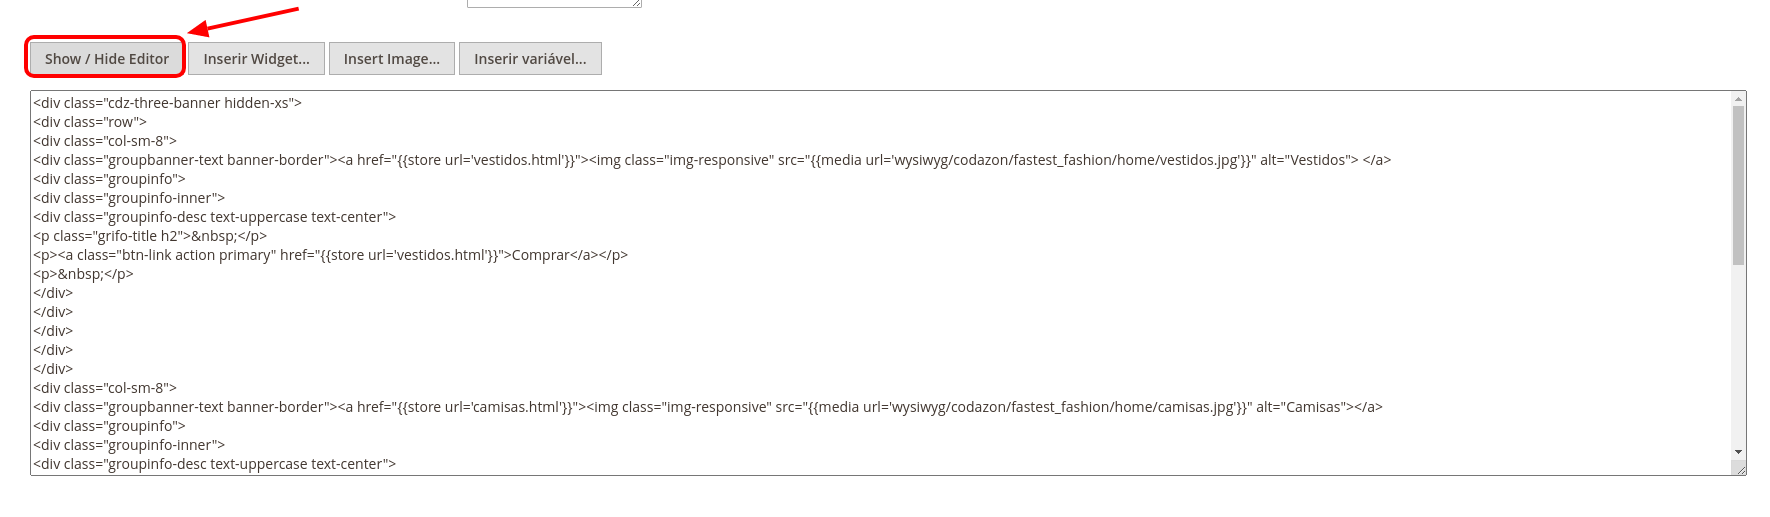 Show / Hide Editor
Inserir Widget...
Insert Image...
Inserir variável...
<div class="cdz-three-banner hidden-xs">
<div class="row">
<div class="col-sm-8">
<div class="groupbanner-text banner-border"><a href="{{store url='vestidos.html'}}"><img class="img-responsive" src="{{media url='wysiwyg/codazon/fastest_fashion/home/vestidos.jpg'}}" alt="Vestidos"> </a>
<div class="groupinfo">
<div class="groupinfo-inner">
<div class="groupinfo-desc text-uppercase text-center">
<p class="grifo-title h2">&nbsp;</p>
<p><a class="btn-link action primary" href="{{store url='vestidos.html'}}">Comprar</a></p>
<p>&nbsp;</p>
</div>
</div>
</div>
</div>
</div>
<div class="col-sm-8">
<div class="groupbanner-text banner-border"><a href="{{store url='camisas.html'}}"><img class="img-responsive" src="{{media url='wysiwyg/codazon/fastest_fashion/home/camisas.jpg'}}" alt="Camisas"></a>
<div class="groupinfo">
<div class="groupinfo-inner">
<div class="groupinfo-desc text-uppercase text-center">